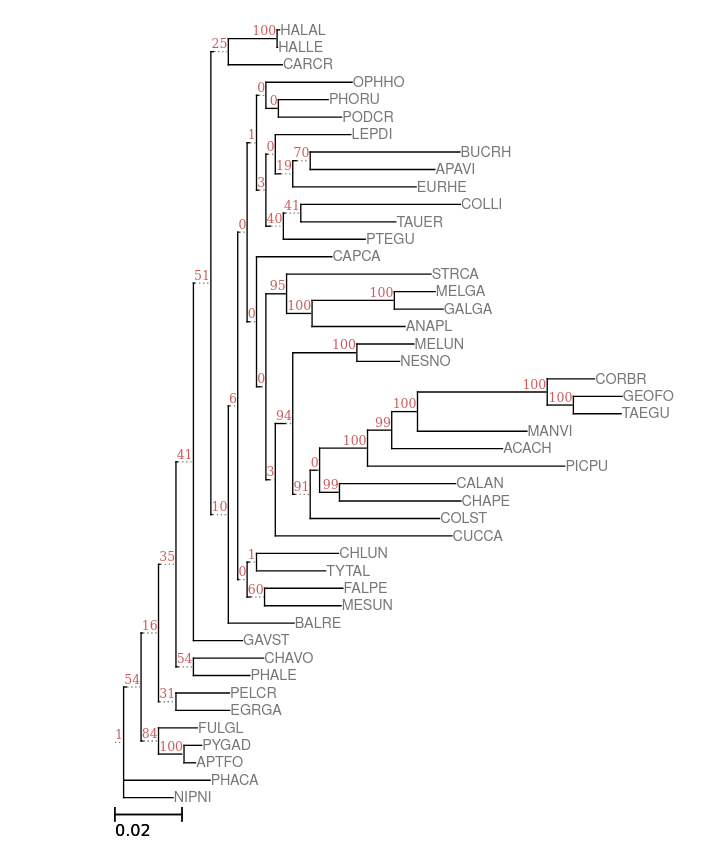 100 HALAL
25 HALLE
CARCR
0 OPHHO
0 PHORU
PODCR
1 LEPDI
0 70 BUCRH
19 APAVI
3 EURHE
41 COLLI
40 TAUER
0 PTEGU
CAPCA
51 STRCA
95 100 MELGA
100 GALGA
0 ANAPL
100 MELUN
NESNO
0 100 CORBR
6 100 100 GEOFO
94 99 TAEGU
MANVI
41 100 ACACH
3 0 PICPU
91 99 CALAN
CHAPE
10 COLST
CUCCA
35 1 CHLUN
0 TYTAL
60 FALPE
MESUN
16 BALRE
GAVST
54 CHAVO
54 PHALE
31 PELCR
EGRGA
84 FULGL
1 100 PYGAD
APTFO
PHACA
NIPNI
0.02